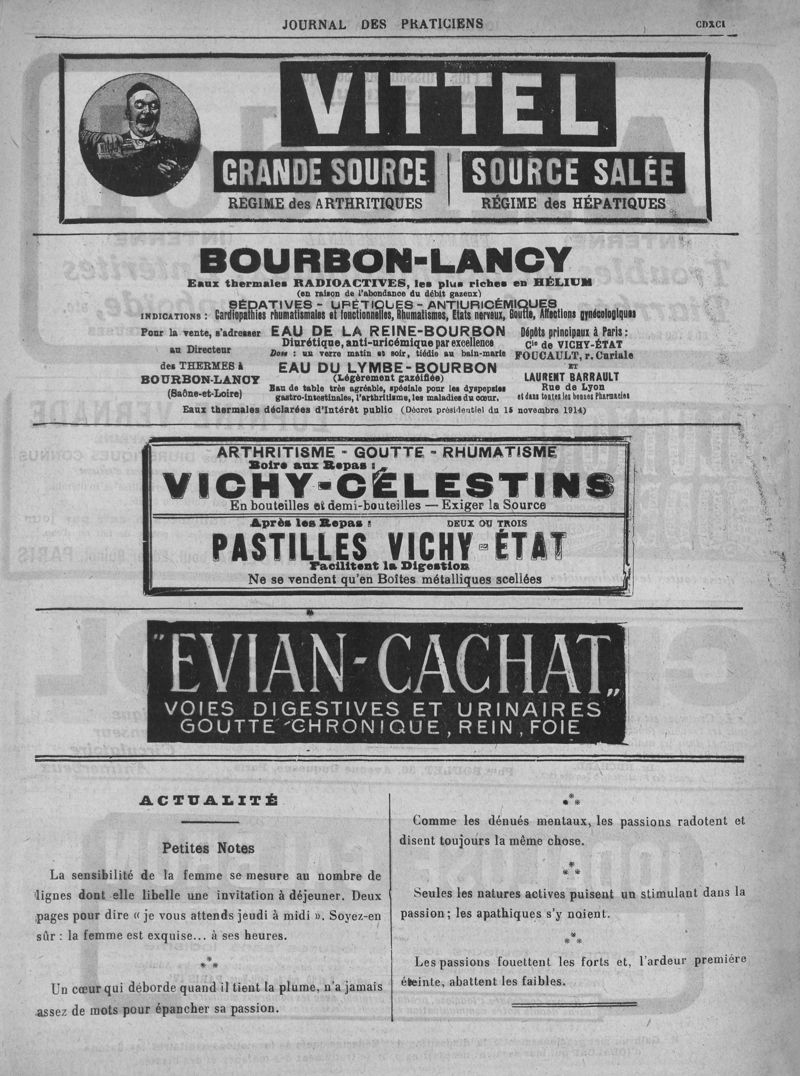 JOURNAL DES PRATICIENS
CDXCI
VITTEL
GRANDE SOURCE
RÉGIME des ARTHRITIQUES
SOURCE SALÉE
RÉGIME des HÉPATIQUES
BOURBON-LANCY
Eaux thermales RADIOACTIVES, les plus riches en HÉLIUM
(en raison de l'abondance du débit gazeux)
SÉDATIVES - URÉTIQUES - ANTIURICÉMIQUES
INDICATIONS : Cardiopathies rhumatismales et fonctionnelles, Rhumatismes, Etats nerveux, Goutte, Affections gynécologiques
Pour la vente, s'adresser
au Directeur
des THERMES à
BOURBON-LANCY
(Saône-et-Loire)
EAU DE LA REINE-BOURBON
Diurétique, anti-uricémique par excellence
Dose : un verre matin et soir, tiédie au bain-marie
EAU DU LYMBE-BOURBON
(Légèrement gazéifiée)
Eau de table très agréable, spéciale pour les dyspepsies
gastro-intestinales, l'arthritisme, les maladies du cœur.
Dépôts principaux à Paris :
Cie de VICHY-ÉTAT
FOUCAULT, r. Curiale
ET
LAURENT BARRAULT
Rue de Lyon
et dans toutes les bonnes Pharmacies
Eaux thermales déclarées d'intérêt public (Décret présidentiel du 15 novembre 1914)
ARTHRITISME - GOUTTE - RHUMATISME
Boire aux Repas :
VICHY-CÉLESTINS
En bouteilles et demi-bouteilles — Exiger la Source
Après les Repas : DEUX OU TROIS
PASTILLES VICHY-ÉTAT
Facilitent la Digestion
Ne se vendent qu'en Boîtes métalliques scellées
"EVIAN-CACHAT„
VOIES DIGESTIVES ET URINAIRES
GOUTTE CHRONIQUE, REIN, FOIE
ACTUALITÉ
Petites Notes
La sensibilité de la femme se mesure au nombre de
lignes dont elle libelle une invitation à déjeuner. Deux
pages pour dire « je vous attends jeudi à midi ». Soyez-en
sûr : la femme est exquise... à ses heures.
***
Un cœur qui déborde quand il tient la plume, n'a jamais
assez de mots pour épancher sa passion.
***
Comme les dénués mentaux, les passions radotent et
disent toujours la même chose.
***
Seules les natures actives puisent un stimulant dans la
passion ; les apathiques s'y noient.
***
Les passions fouettent les forts et, l'ardeur première
éteinte, abattent les faibles.